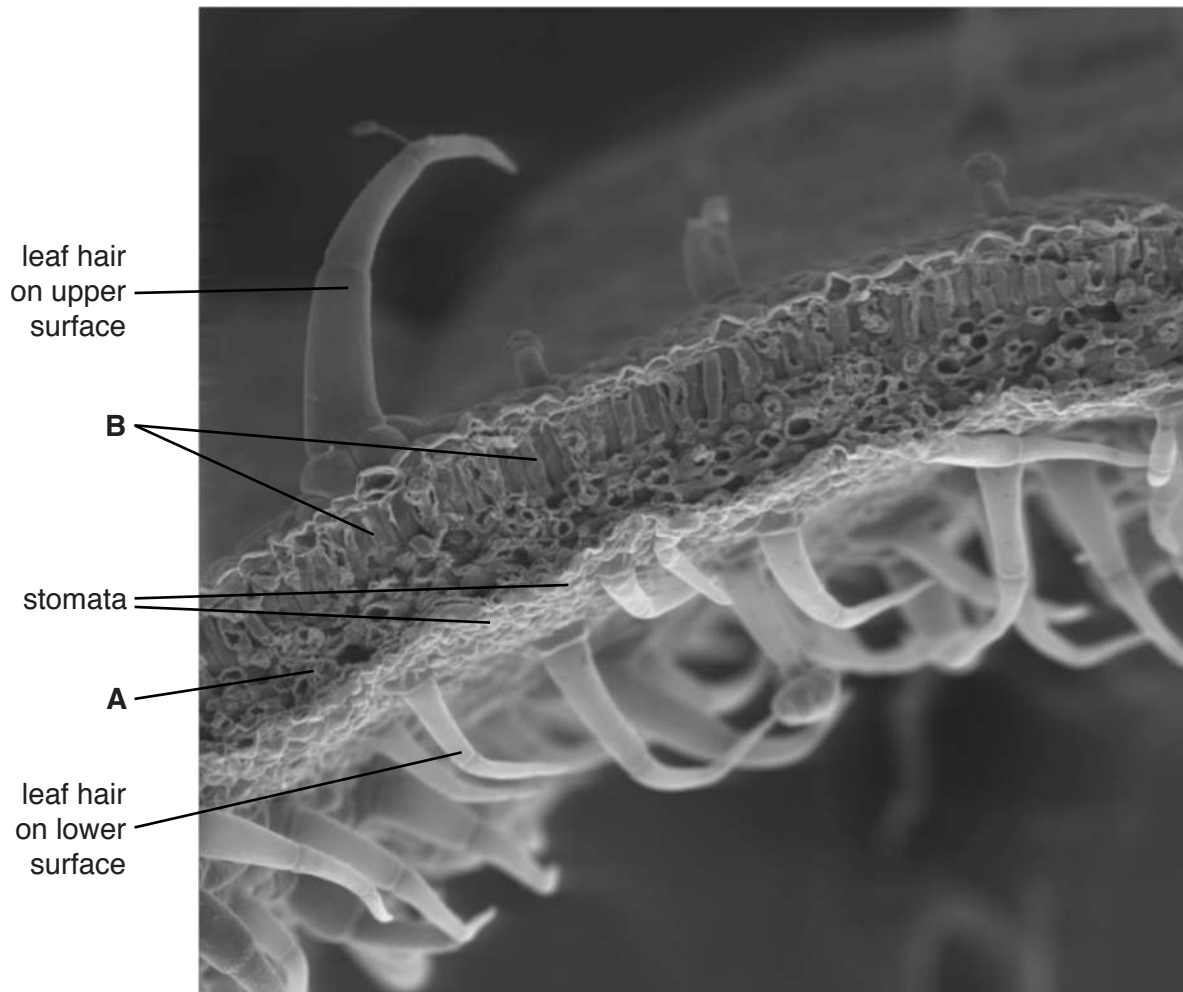 leaf hair
on upper
surface
B
stomata
A
leaf hair
on lower
surface